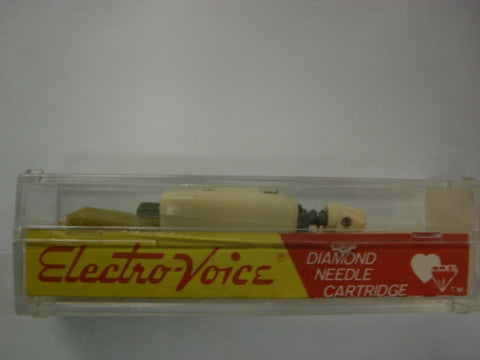 Electro-Voice®
DIAMOND
NEEDLE
CARTRIDGE
T.M.